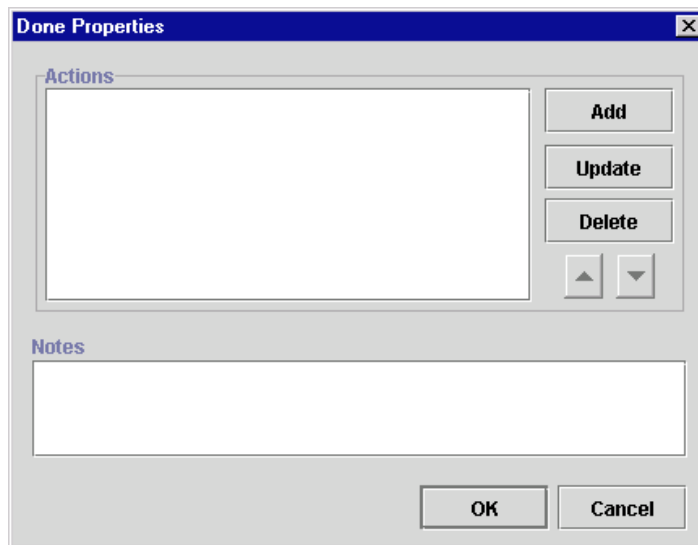 Done Properties
Actions
Add
Update
Delete
Notes
OK
Cancel